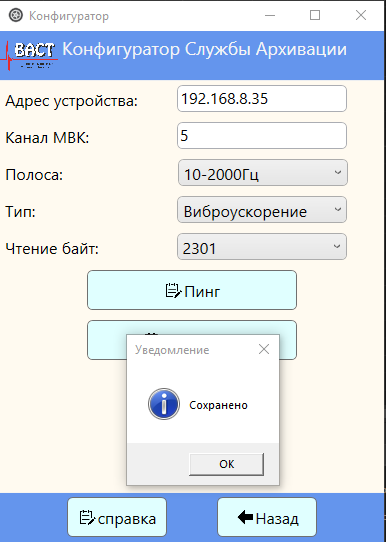 Конфигуратор
ВАСТ
Конфигуратор Службы Архивации
Адрес устройства: 192.168.8.35
Канал МВК: 5
Полоса: 10-2000Гц
Тип: Виброускорение
Чтение байт: 2301
Пинг
Уведомление
Сохранено
ОК
справка
Назад